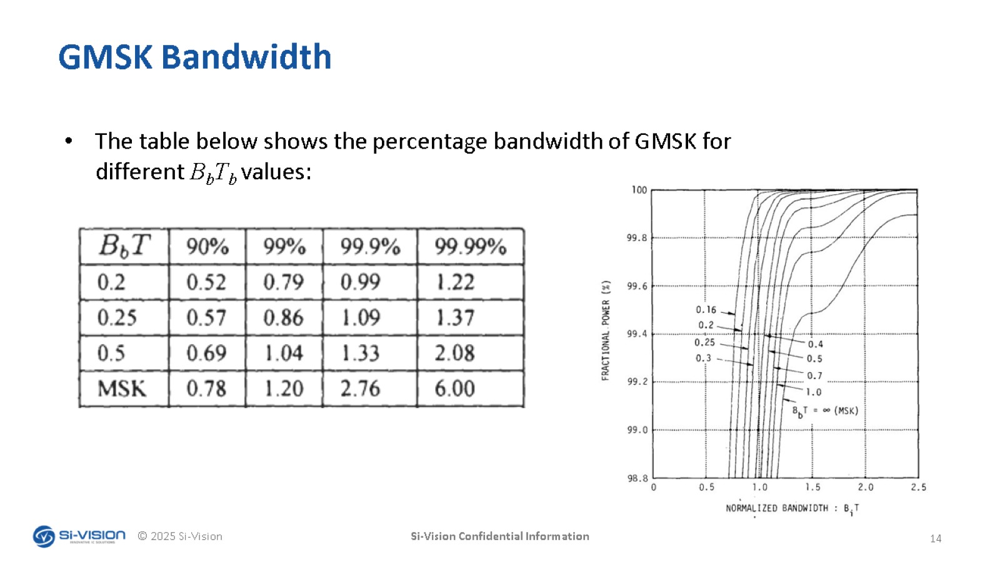 GMSK Bandwidth
• The table below shows the percentage bandwidth of GMSK for
different BbTb values:
BbT 90% 99% 99.9% 99.99%
0.2 0.52 0.79 0.99 1.22
0.25 0.57 0.86 1.09 1.37
0.5 0.69 1.04 1.33 2.08
MSK 0.78 1.20 2.76 6.00
FRACTIONAL POWER (%)
100
99.8
99.6
99.4
99.2
99.0
98.8
0.16
0.2
0.25
0.3
0.4
0.5
0.7
1.0
BbT = ∞ (MSK)
0 0.5 1.0 1.5 2.0 2.5
NORMALIZED BANDWIDTH : BiT
Si-VISION
INNOVATIVE IC SOLUTIONS
© 2025 Si-Vision
Si-Vision Confidential Information
14